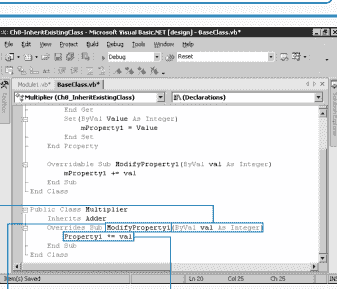 Ch8-InheritExistingClass - Microsoft Visual Basic.NET [design] - BaseClass.vb*
File Edit View Project Build Debug Tools Window Help
Debug Reset
Module1.vb* BaseClass.vb*
Multiplier (Ch8_InheritExistingClass) (Declarations)
End Get
Set(ByVal Value As Integer)
mProperty1 = Value
End Set
End Property
Overridable Sub ModifyProperty1(ByVal val As Integer)
mProperty1 += val
End Sub
End Class
Public Class Multiplier
Inherits Adder
Overrides Sub ModifyProperty1(ByVal val As Integer)
Property1 *= val
End Sub
End Class
Item(s) Saved Ln 20 Col 25 Ch 25 INS